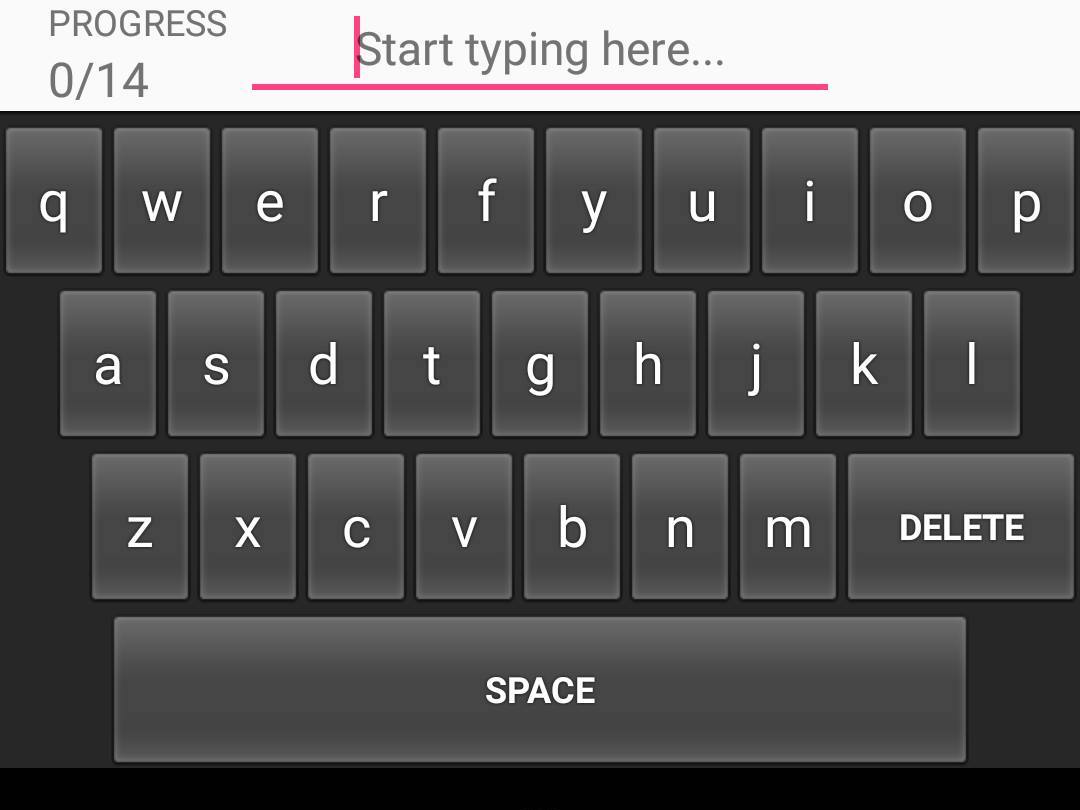 PROGRESS
0/14
Start typing here...
q w e r f y u i o p
a s d t g h j k l
z x c v b n m DELETE
SPACE